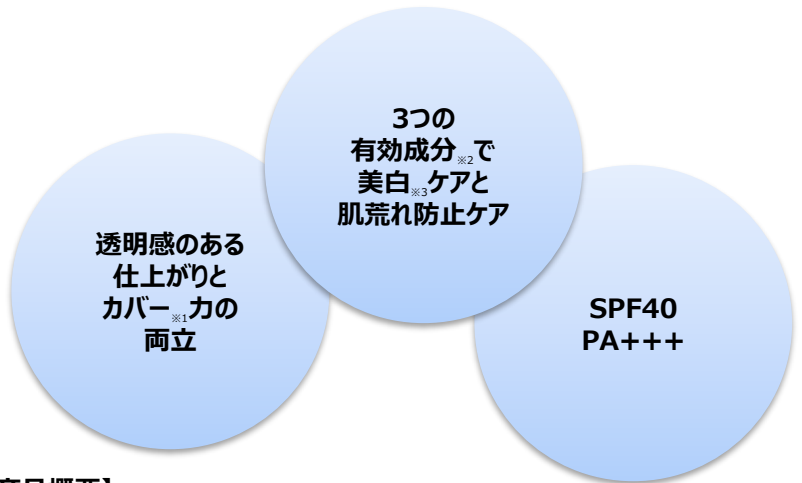 透明感のある
仕上がりと
カバー※1力の
両立
3つの
有効成分※2で
美白※3ケアと
肌荒れ防止ケア
SPF40
PA+++